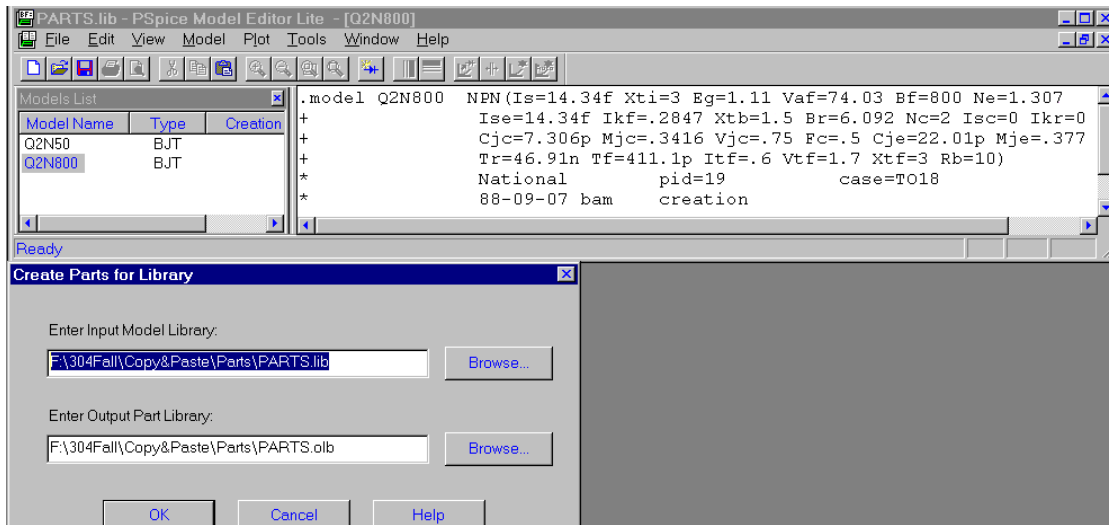 PARTS.lib - PSpice Model Editor Lite - [Q2N800]
File Edit View Model Plot Tools Window Help
Models List
Model Name Type Creation
Q2N50 BJT
Q2N800 BJT
.model Q2N800 NPN(Is=14.34f Xti=3 Eg=1.11 Vaf=74.03 Bf=800 Ne=1.307
+ Ise=14.34f Ikf=.2847 Xtb=1.5 Br=6.092 Nc=2 Isc=0 Ikr=0
+ Cjc=7.306p Mjc=.3416 Vjc=.75 Fc=.5 Cje=22.01p Mje=.377
+ Tr=46.91n Tf=411.1p Itf=.6 Vtf=1.7 Xtf=3 Rb=10)
* National pid=19 case=TO18
* 88-09-07 bam creation
Ready
Create Parts for Library
Enter Input Model Library:
F:\304Fall\Copy&Paste\Parts\PARTS.lib
Browse...
Enter Output Part Library:
F:\304Fall\Copy&Paste\Parts\PARTS.olb
Browse...
OK Cancel Help